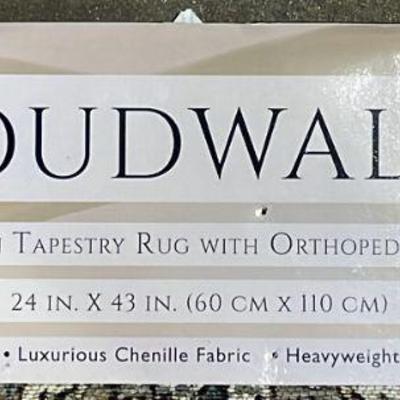 OUDWAL
N TAPESTRY RUG WITH ORTHOPED
24 IN. X 43 IN. (60 CM X 110 CM)
• Luxurious Chenille Fabric • Heavyweight